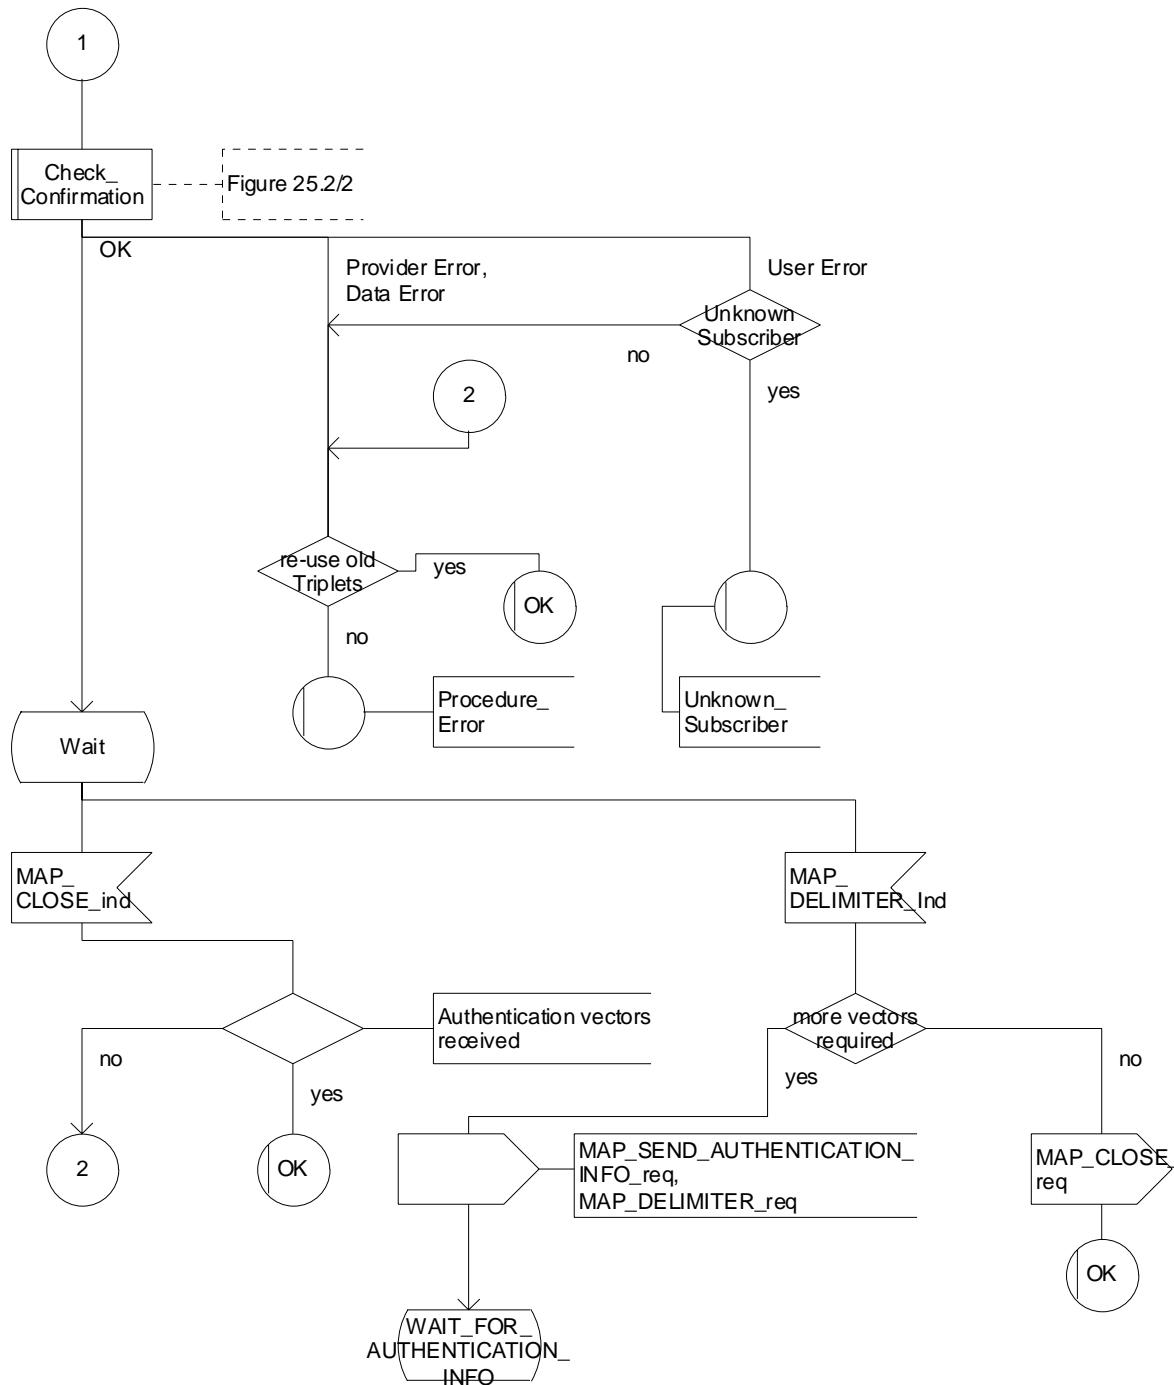 1
Check_
Confirmation
Figure 25.2/2
OK
Provider Error,
Data Error
User Error
Unknown
Subscriber
no
yes
2
re-use old
Triplets
yes
OK
no
Procedure_
Error
Unknown_
Subscriber
Wait
MAP_
CLOSE_ind
MAP_
DELIMITER_Ind
Authentication vectors
received
more vectors
required
no
yes
yes
no
2
OK
MAP_SEND_AUTHENTICATION_
INFO_req,
MAP_DELIMITER_req
MAP_CLOSE_
req
OK
WAIT_FOR_
AUTHENTICATION_
INFO